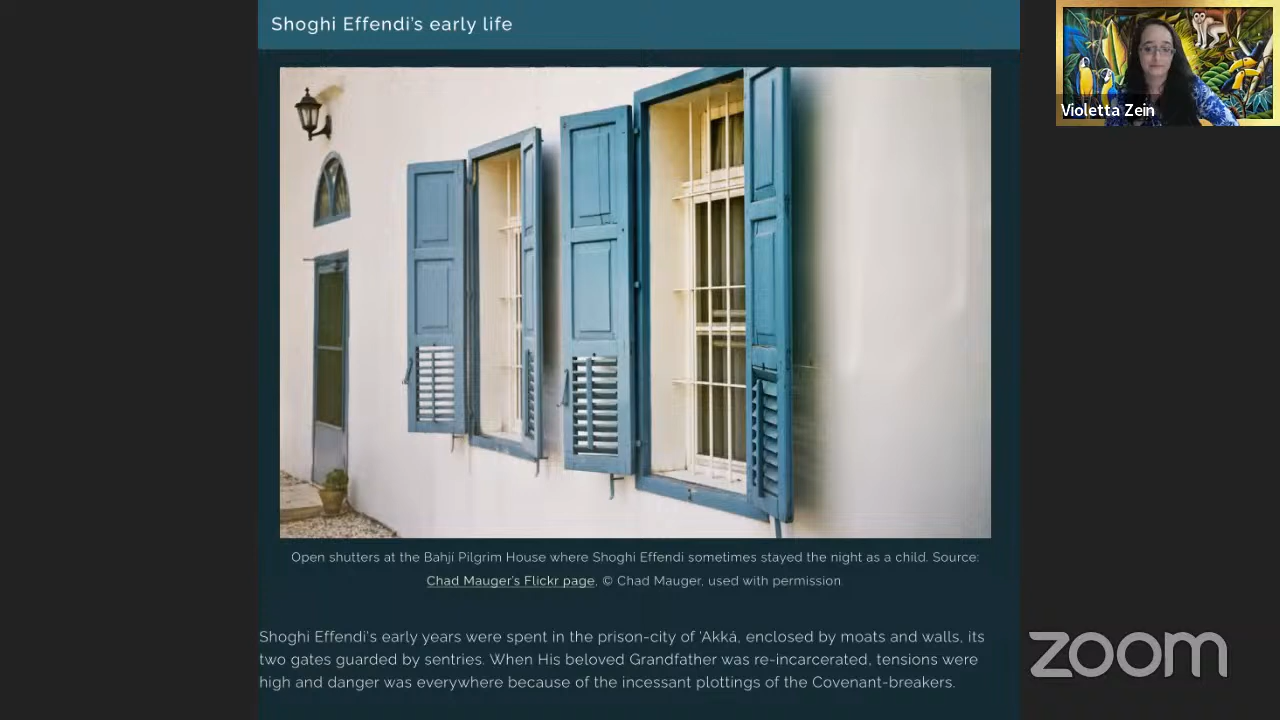 Shoghi Effendi's early life
Violetta Zein
Open shutters at the Bahjí Pilgrim House where Shoghi Effendi sometimes stayed the night as a child. Source:
Chad Mauger's Flickr page, © Chad Mauger, used with permission.
Shoghi Effendi's early years were spent in the prison-city of 'Akká, enclosed by moats and walls, its
two gates guarded by sentries. When His beloved Grandfather was re-incarcerated, tensions were
high and danger was everywhere because of the incessant plottings of the Covenant-breakers.
zoom